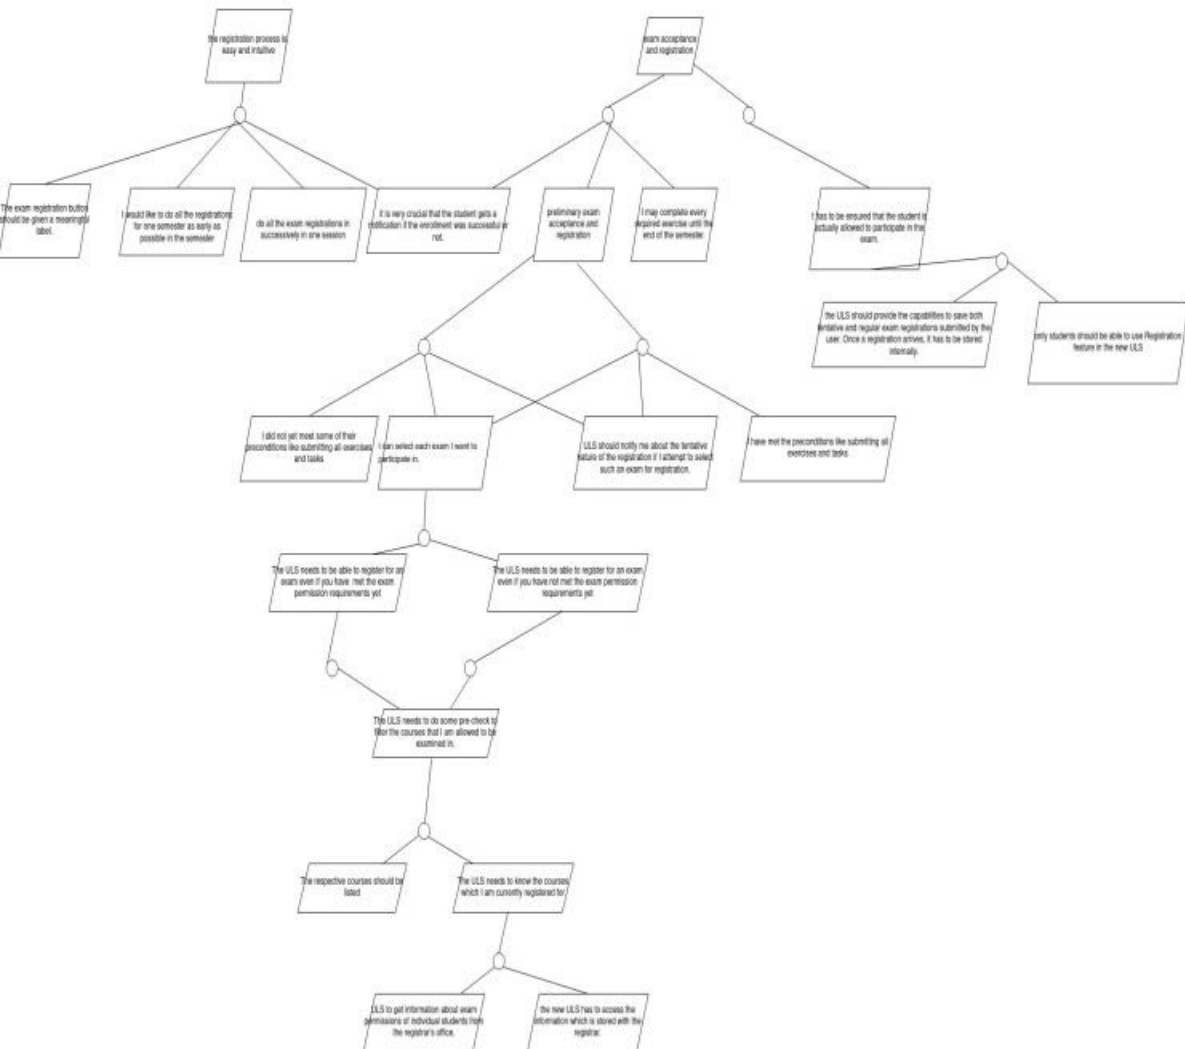 the registration process is
easy and intuitive
exam acceptance
and registration
The exam registration button
should be given a meaningful
label.
I would like to do all the registrations
for one semester as early as
possible in the semester
do all the exam registrations in
successively in one session
It is very crucial that the student gets a
notification if the enrollment was successful or
not.
preliminary exam
acceptance and
registration
I may complete every
required exercise until the
end of the semester.
It has to be ensured that the student is
actually allowed to participate in the
exam.
the ULS should provide the capabilities to save both
tentative and regular exam registrations submitted by the
user. Once a registration arrives, it has to be stored
internally.
only students should be able to use Registration
feature in the new ULS
I did not yet meet some of their
preconditions like submitting all exercises
and tasks
I can select each exam I want to
participate in.
ULS should notify me about the tentative
nature of the registration if I attempt to select
such an exam for registration.
I have met the preconditions like submitting all
exercises and tasks
The ULS needs to be able to register for an
exam even if you have met the exam
permission requirements yet
The ULS needs to be able to register for an exam
even if you have not met the exam permission
requirements yet
The ULS needs to do some pre-check to
filter the courses that I am allowed to be
examined in.
The respective courses should be
listed
The ULS needs to know the courses
which I am currently registered for
ULS to get information about exam
permissions of individual students from
the registrar's office.
the new ULS has to access the
information which is stored with the
registrar.